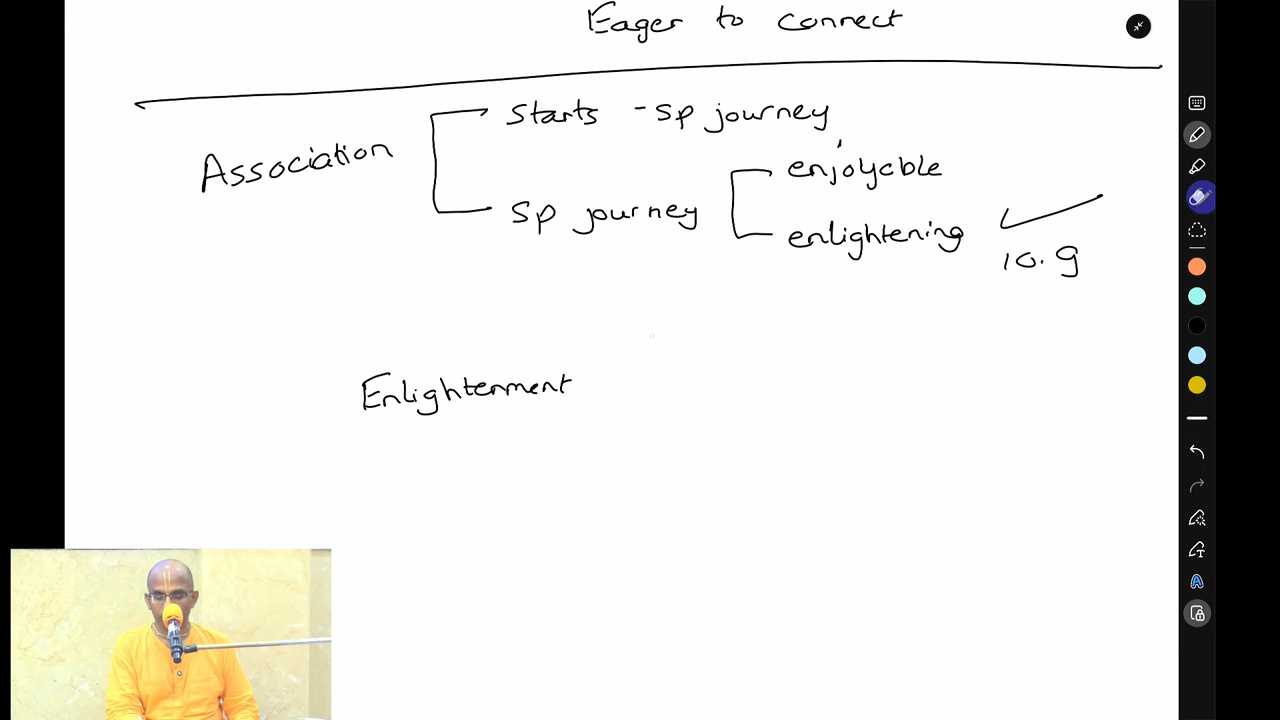 Eager to connect
Association
Starts - Sp journey
Sp journey
enjoyable
enlightening
10.9
Enlightenment